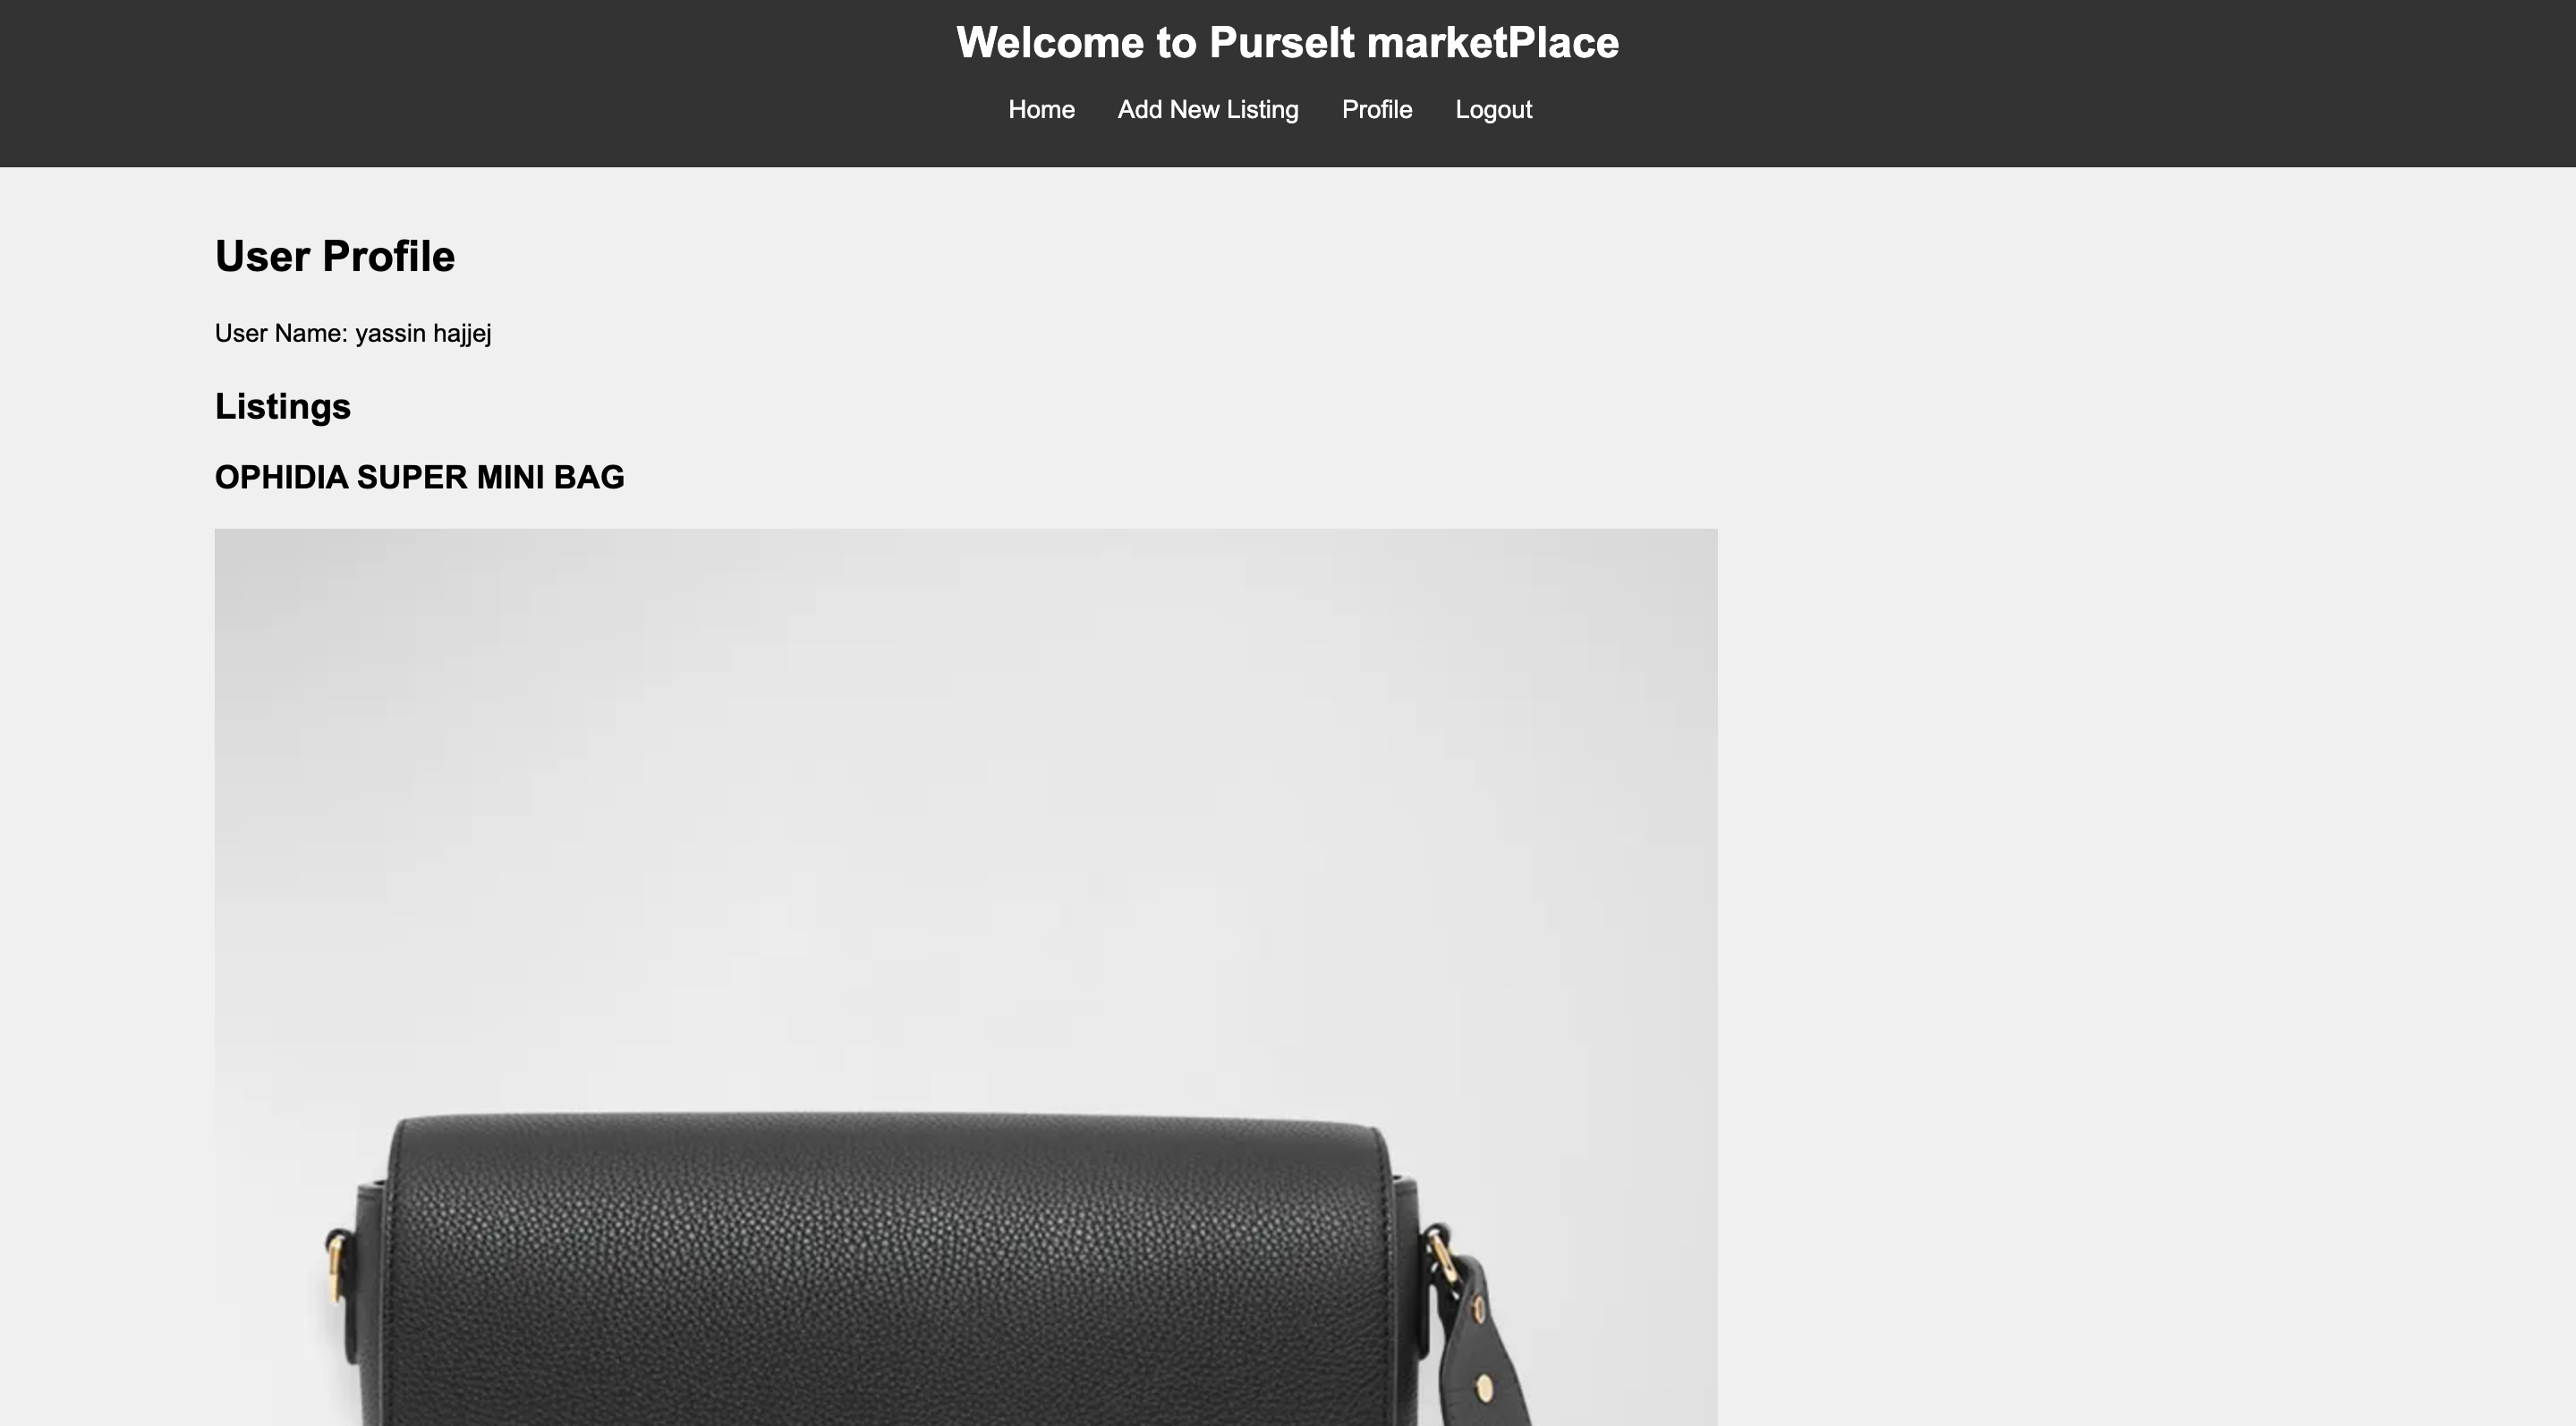 Welcome to PurseIt marketPlace
Home Add New Listing Profile Logout
User Profile
User Name: yassin hajjej
Listings
OPHIDIA SUPER MINI BAG